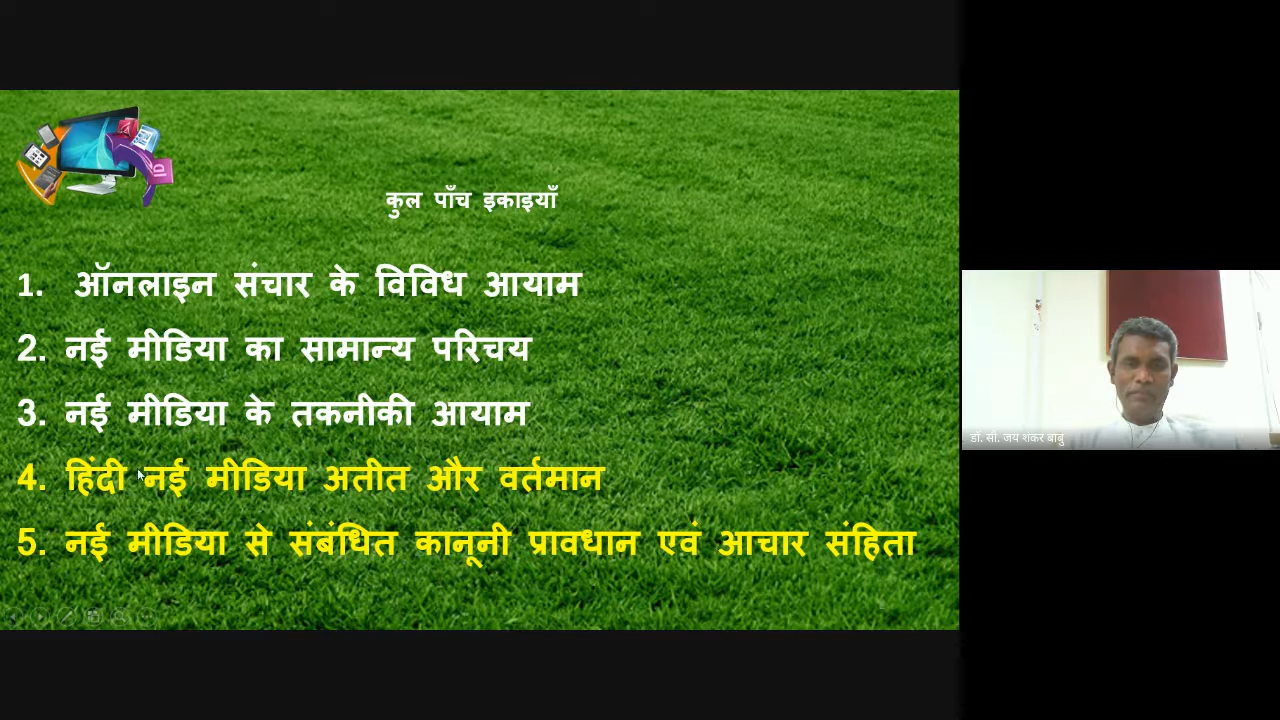 कुल पाँच इकाइयाँ
1. ऑनलाइन संचार के विविध आयाम
2. नई मीडिया का सामान्य परिचय
3. नई मीडिया के तकनीकी आयाम
4. हिंदी नई मीडिया अतीत और वर्तमान
5. नई मीडिया से संबंधित कानूनी प्रावधान एवं आचार संहिता
डॉ. सी. जय शंकर बाबु